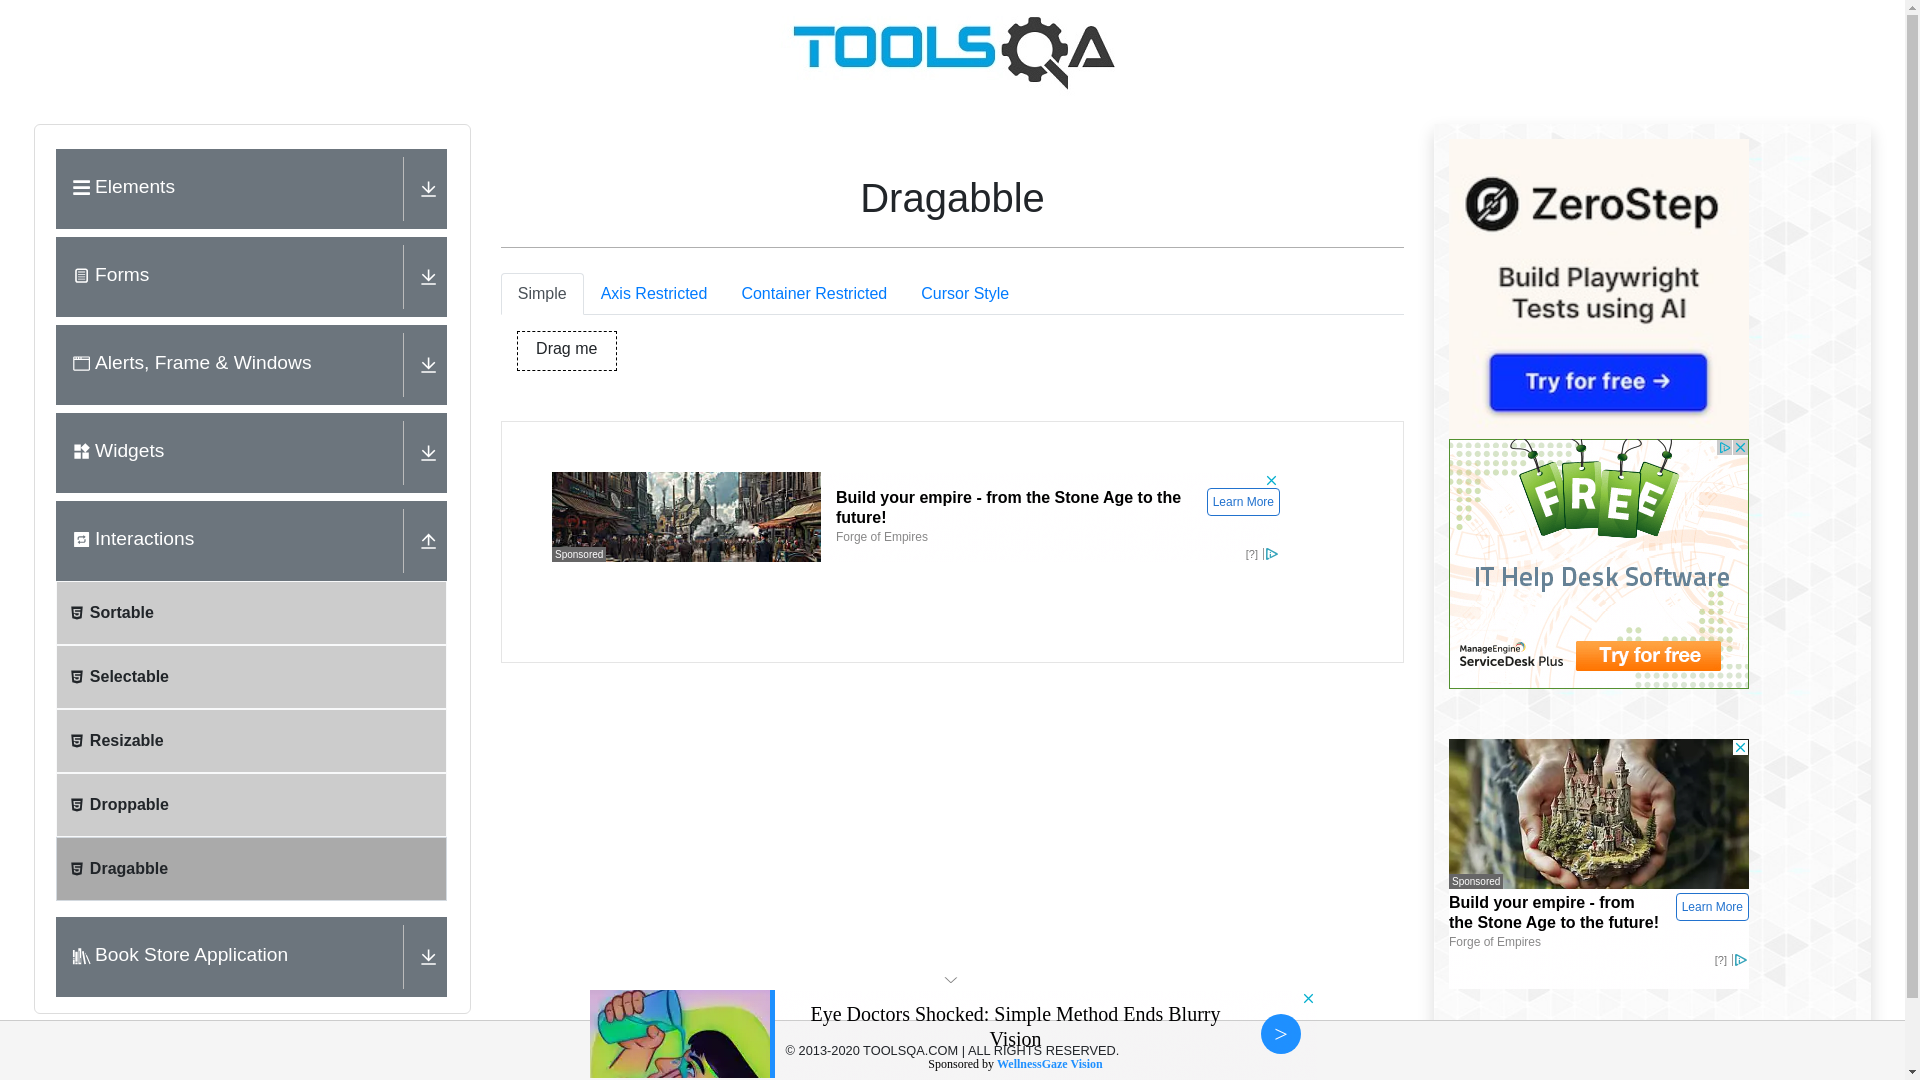 TOOLSQA
Elements
Forms
Alerts, Frame & Windows
Widgets
Interactions
Sortable
Selectable
Resizable
Droppable
Dragabble
Book Store Application
Dragabble
Simple
Axis Restricted
Container Restricted
Cursor Style
Drag me
Sponsored
Build your empire - from the Stone Age to the
future!
Forge of Empires
Learn More
[?]
ZeroStep
Build Playwright
Tests using AI
Try for free →
FREE
IT Help Desk Software
ManageEngine
ServiceDesk Plus
Try for free
Sponsored
Build your empire - from
the Stone Age to the future!
Learn More
Forge of Empires
[?]
Eye Doctors Shocked: Simple Method Ends Blurry
Vision
>
© 2013-2020 TOOLSQA.COM | ALL RIGHTS RESERVED.
Sponsored by WellnessGaze Vision